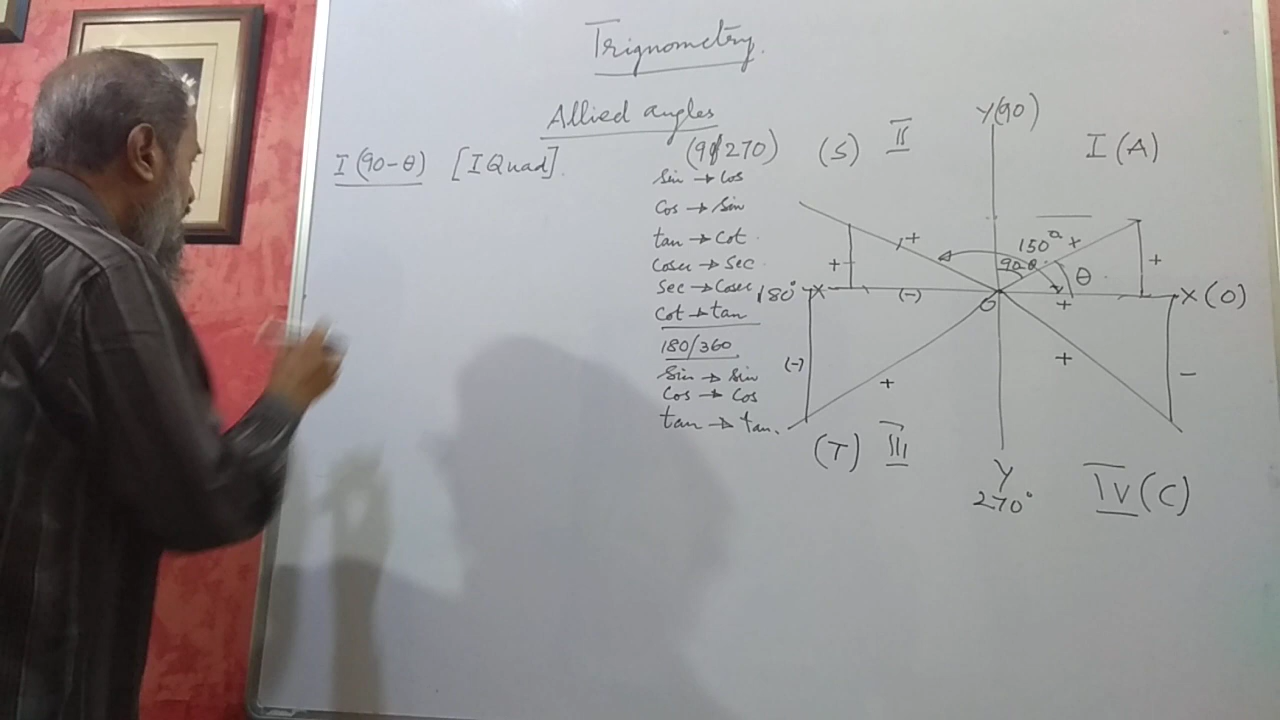 Trignometry.
Allied angles
I (90-θ) [I Quad].
(90/270)
Sin → Cos
Cos → Sin
tan → Cot
Cosec → Sec
Sec → Cosec
Cot → tan
180/360
Sin → Sin
Cos → Cos
tan → tan.
Y(90)
(S) II
I (A)
+
+
150°
+
90-θ
θ
+
180°
X
(-)
O
+
X (0)
(-)
+
+
-
(T) III
Y
270°
IV (C)